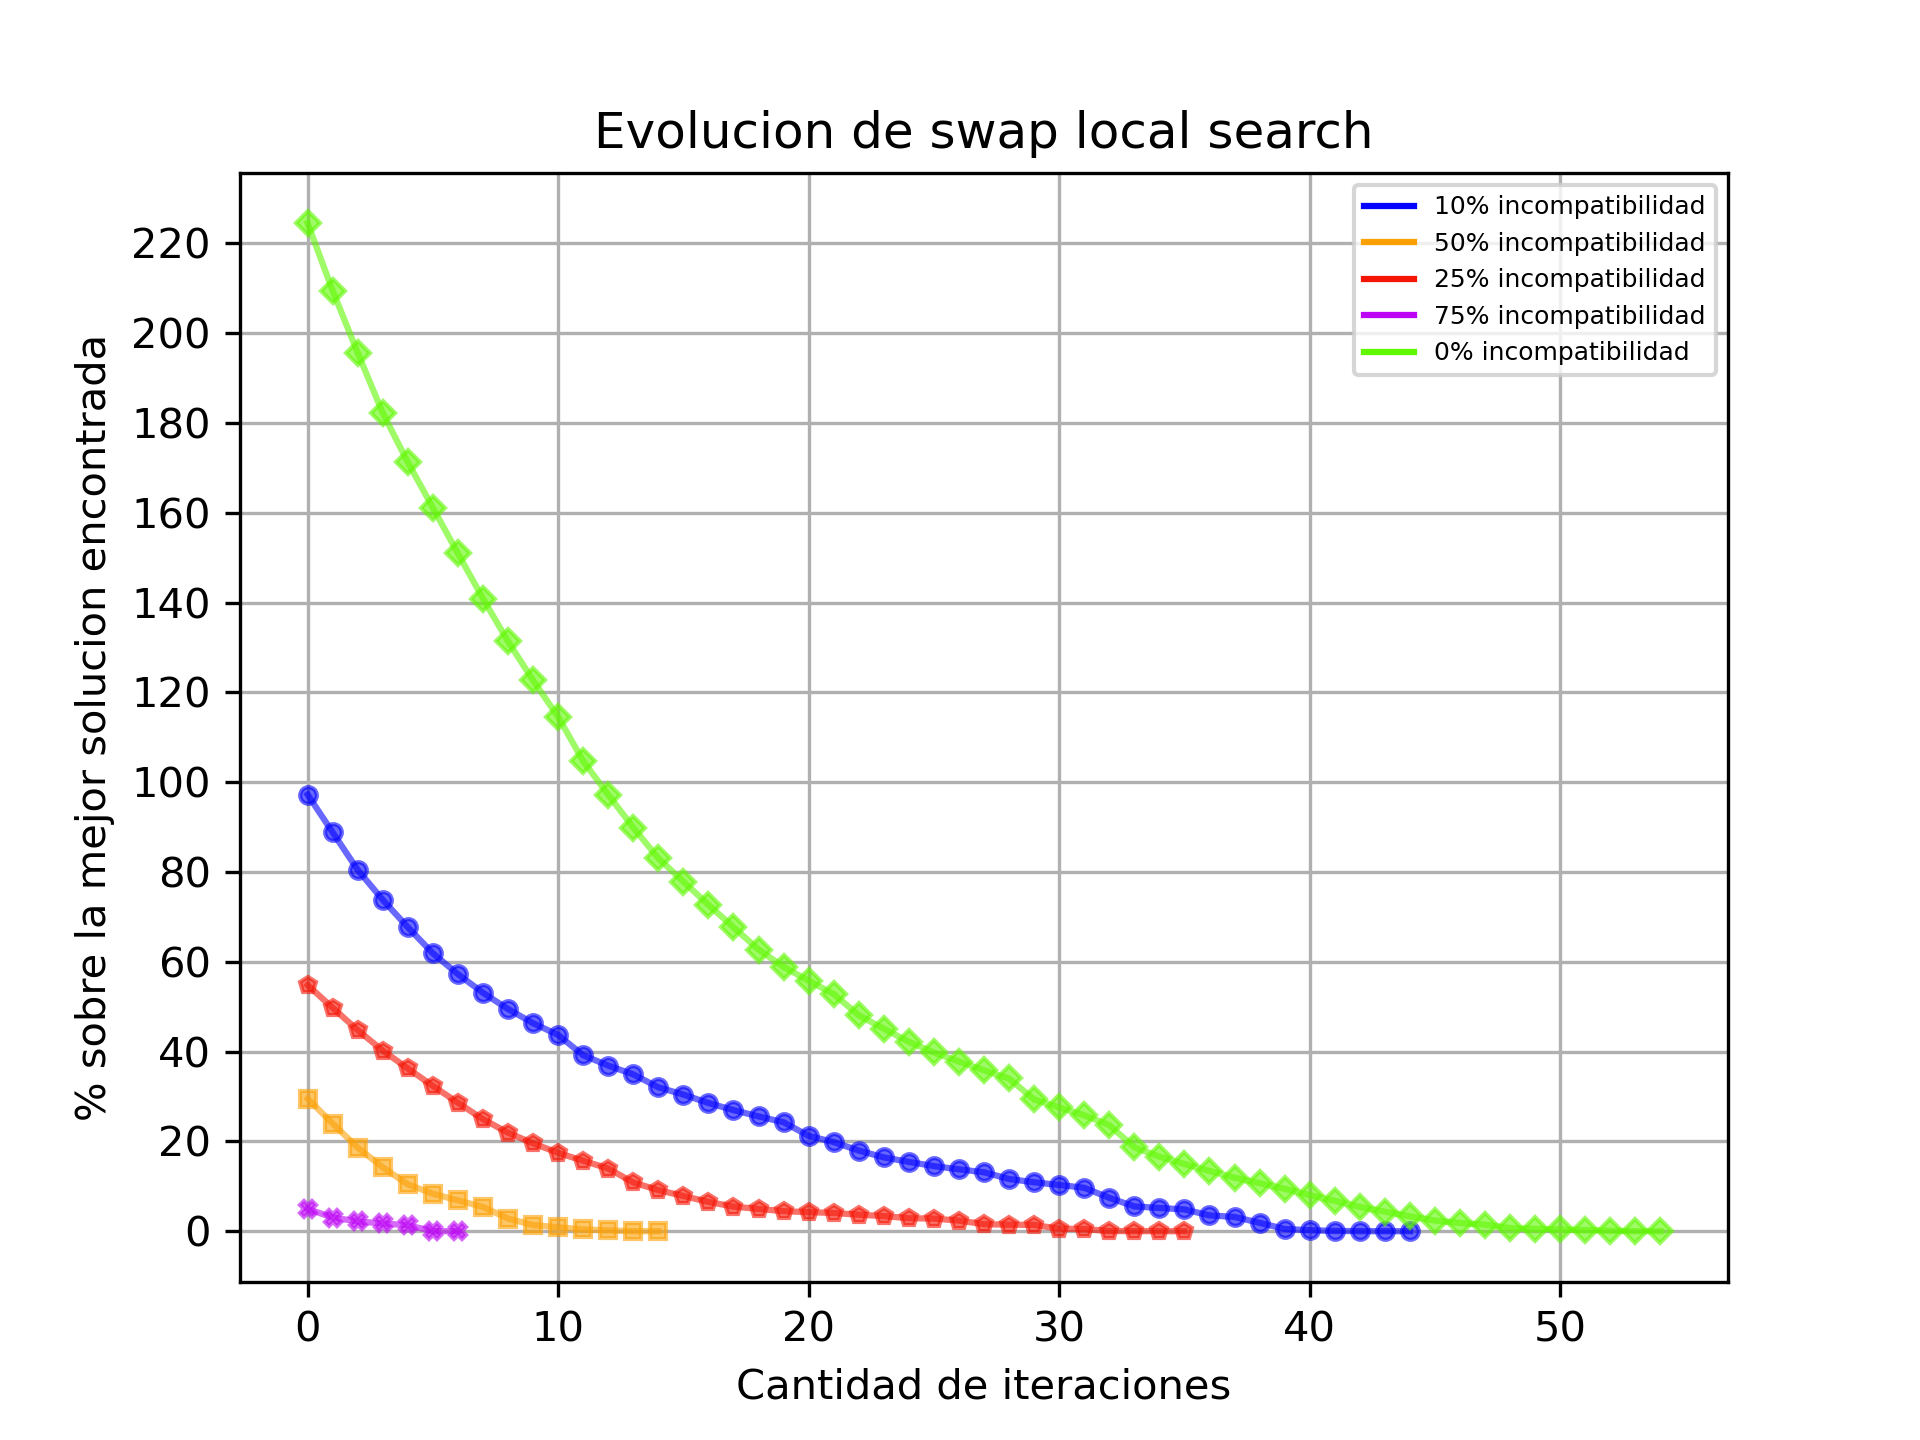 Evolucion de swap local search
10% incompatibilidad
50% incompatibilidad
25% incompatibilidad
75% incompatibilidad
0% incompatibilidad
% sobre la mejor solucion encontrada
220
200
180
160
140
120
100
80
60
40
20
0
0 10 20 30 40 50
Cantidad de iteraciones